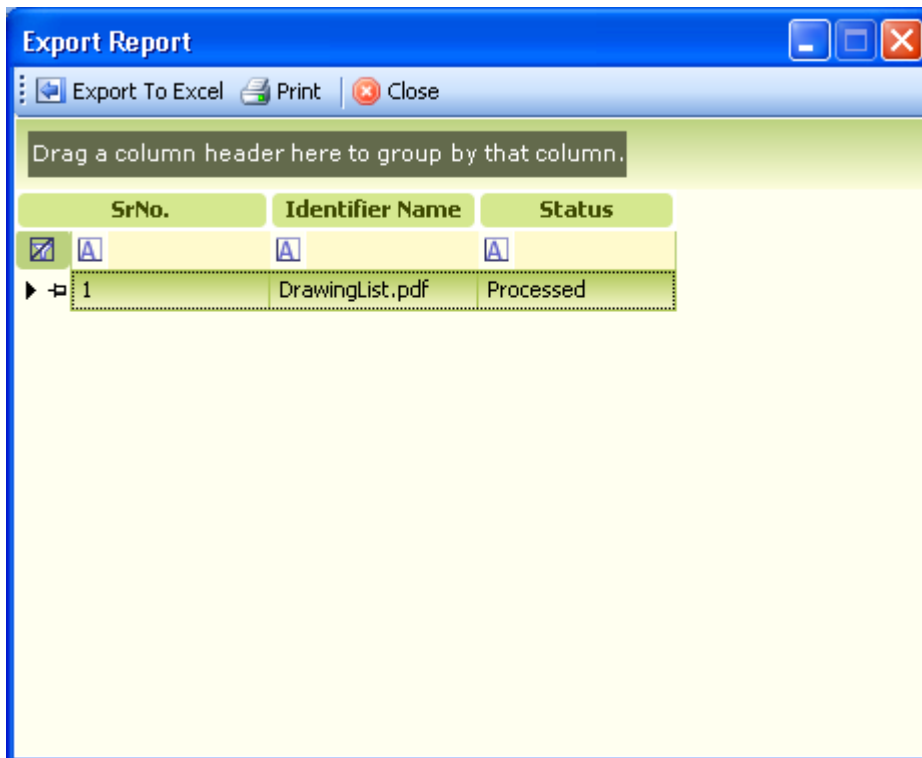 Export Report
Export To Excel Print Close
Drag a column header here to group by that column.
SrNo. Identifier Name Status
A A A
1 DrawingList.pdf Processed